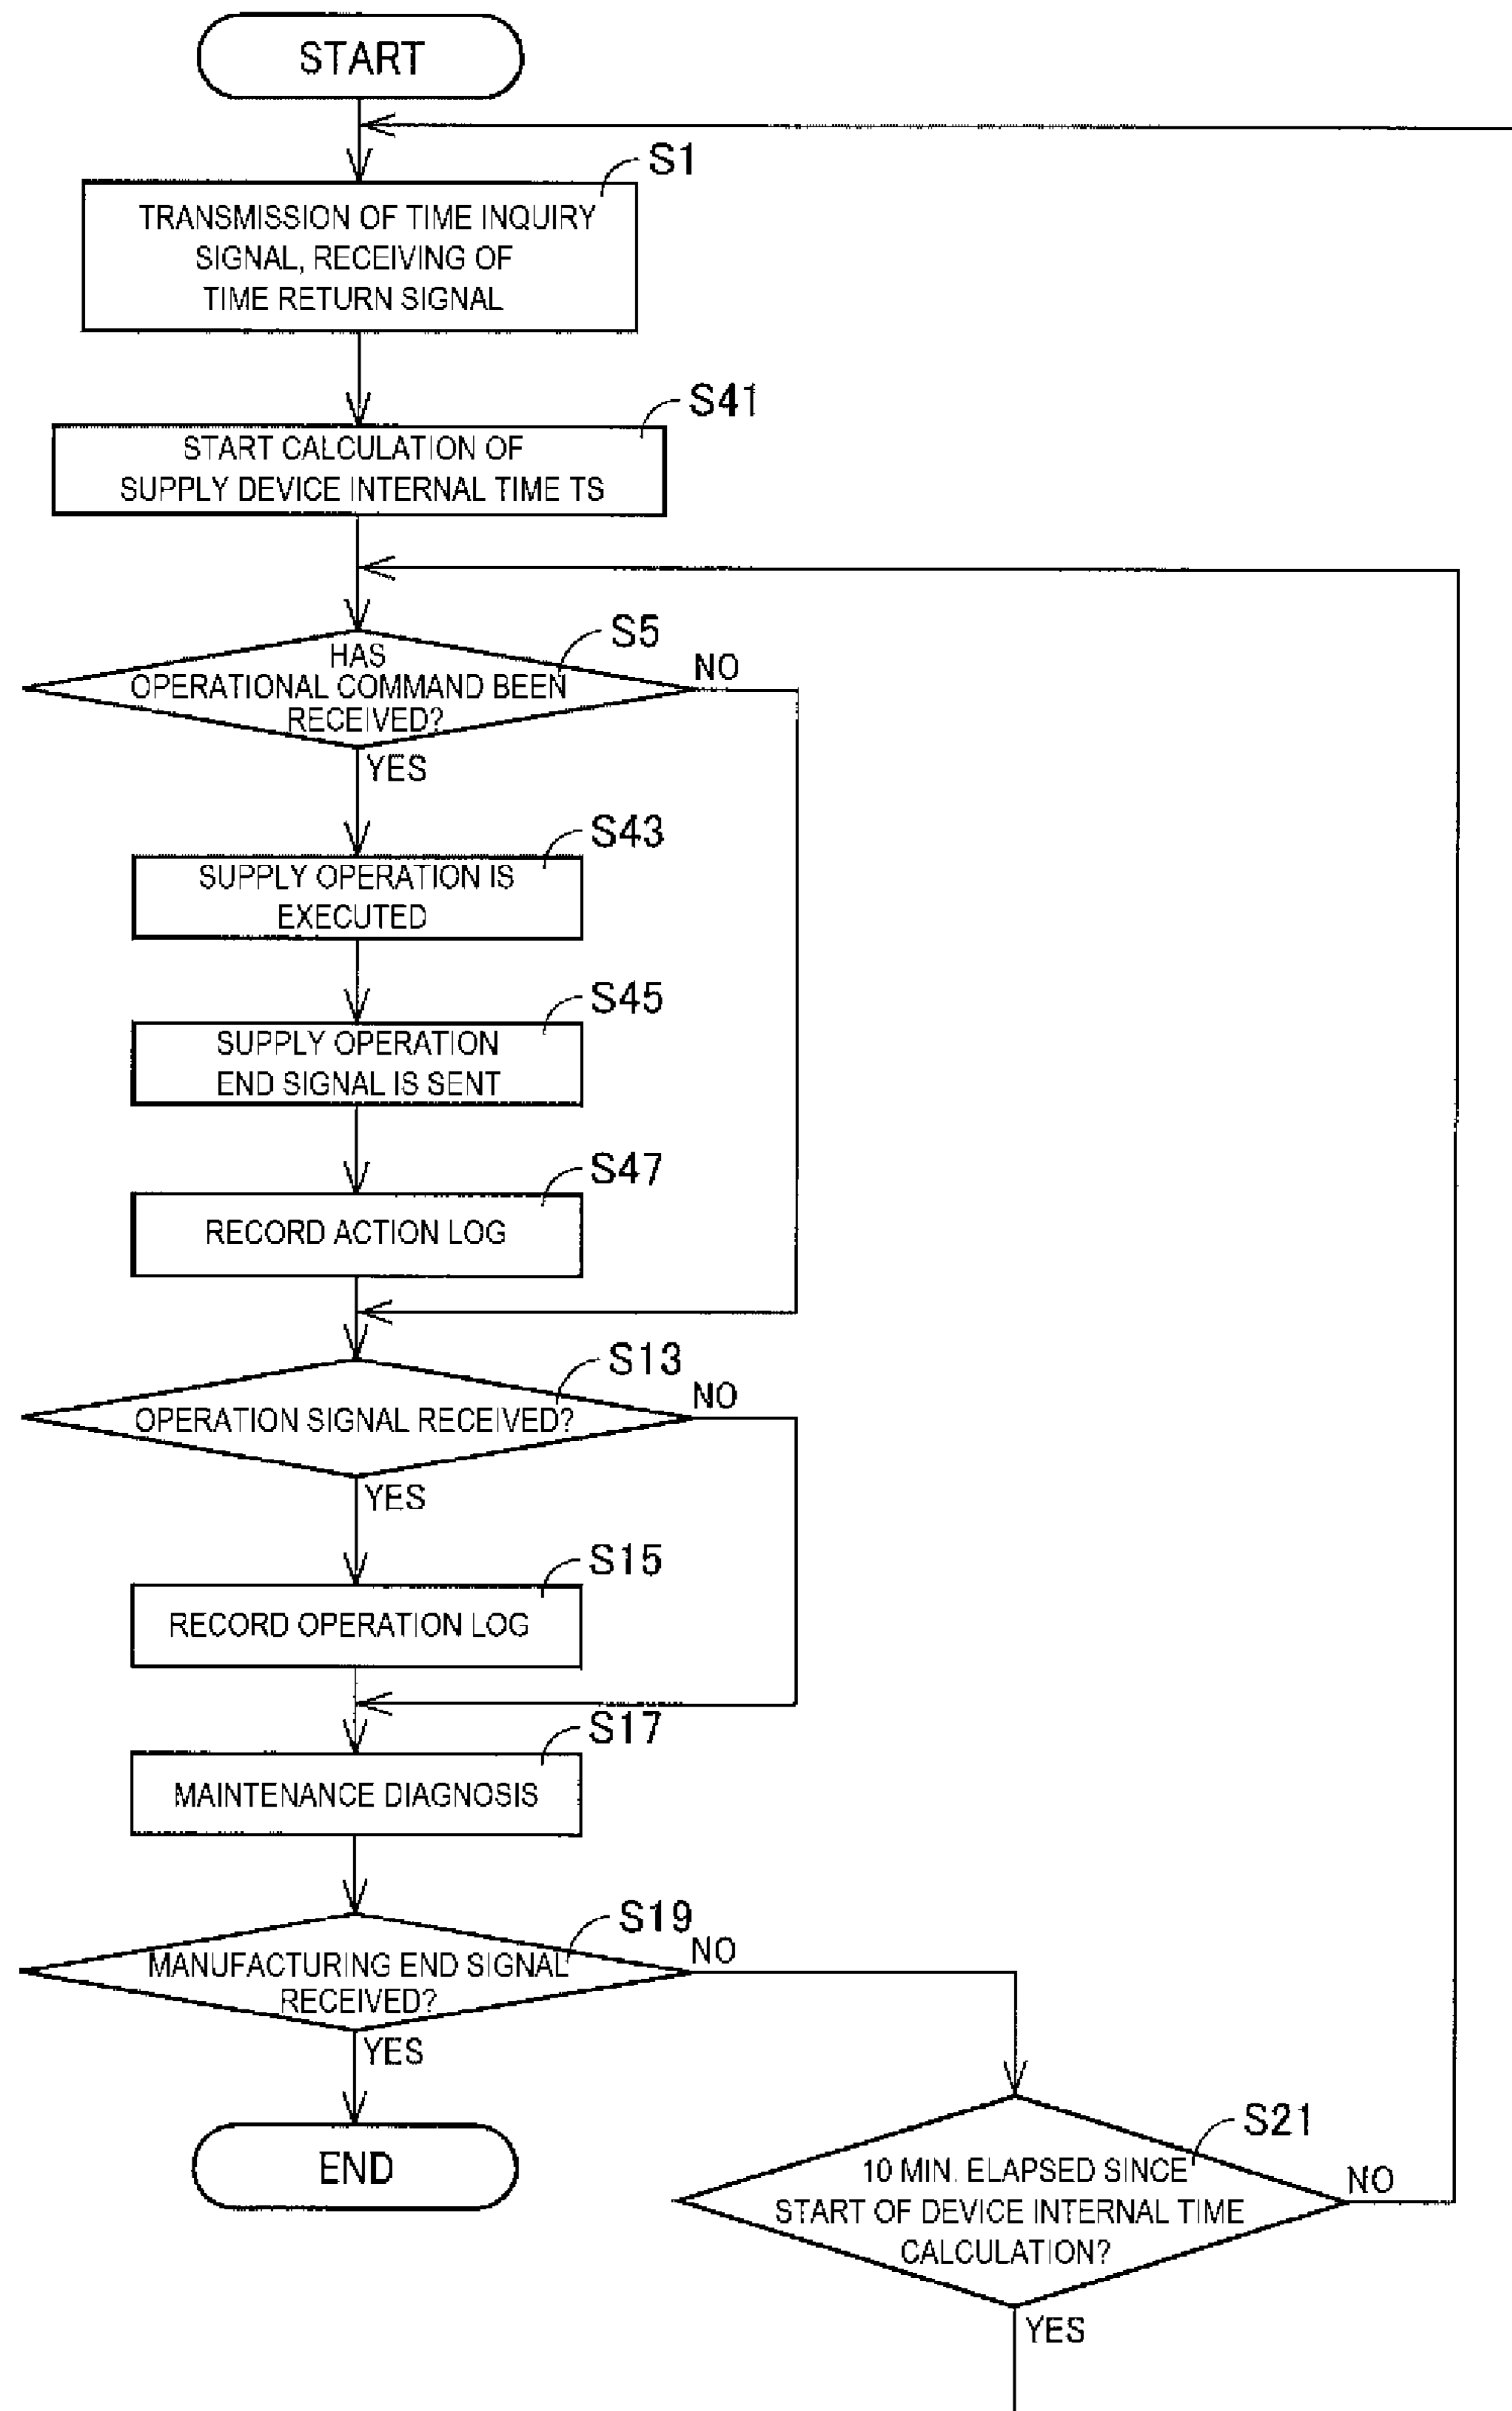 START
S1
TRANSMISSION OF TIME INQUIRY
SIGNAL, RECEIVING OF
TIME RETURN SIGNAL
S41
START CALCULATION OF
SUPPLY DEVICE INTERNAL TIME TS
S5
HAS
OPERATIONAL COMMAND BEEN
RECEIVED?
NO
YES
S43
SUPPLY OPERATION IS
EXECUTED
S45
SUPPLY OPERATION
END SIGNAL IS SENT
S47
RECORD ACTION LOG
S13
OPERATION SIGNAL RECEIVED?
NO
YES
S15
RECORD OPERATION LOG
S17
MAINTENANCE DIAGNOSIS
S19
MANUFACTURING END SIGNAL
RECEIVED?
NO
YES
END
S21
10 MIN. ELAPSED SINCE
START OF DEVICE INTERNAL TIME
CALCULATION?
NO
YES